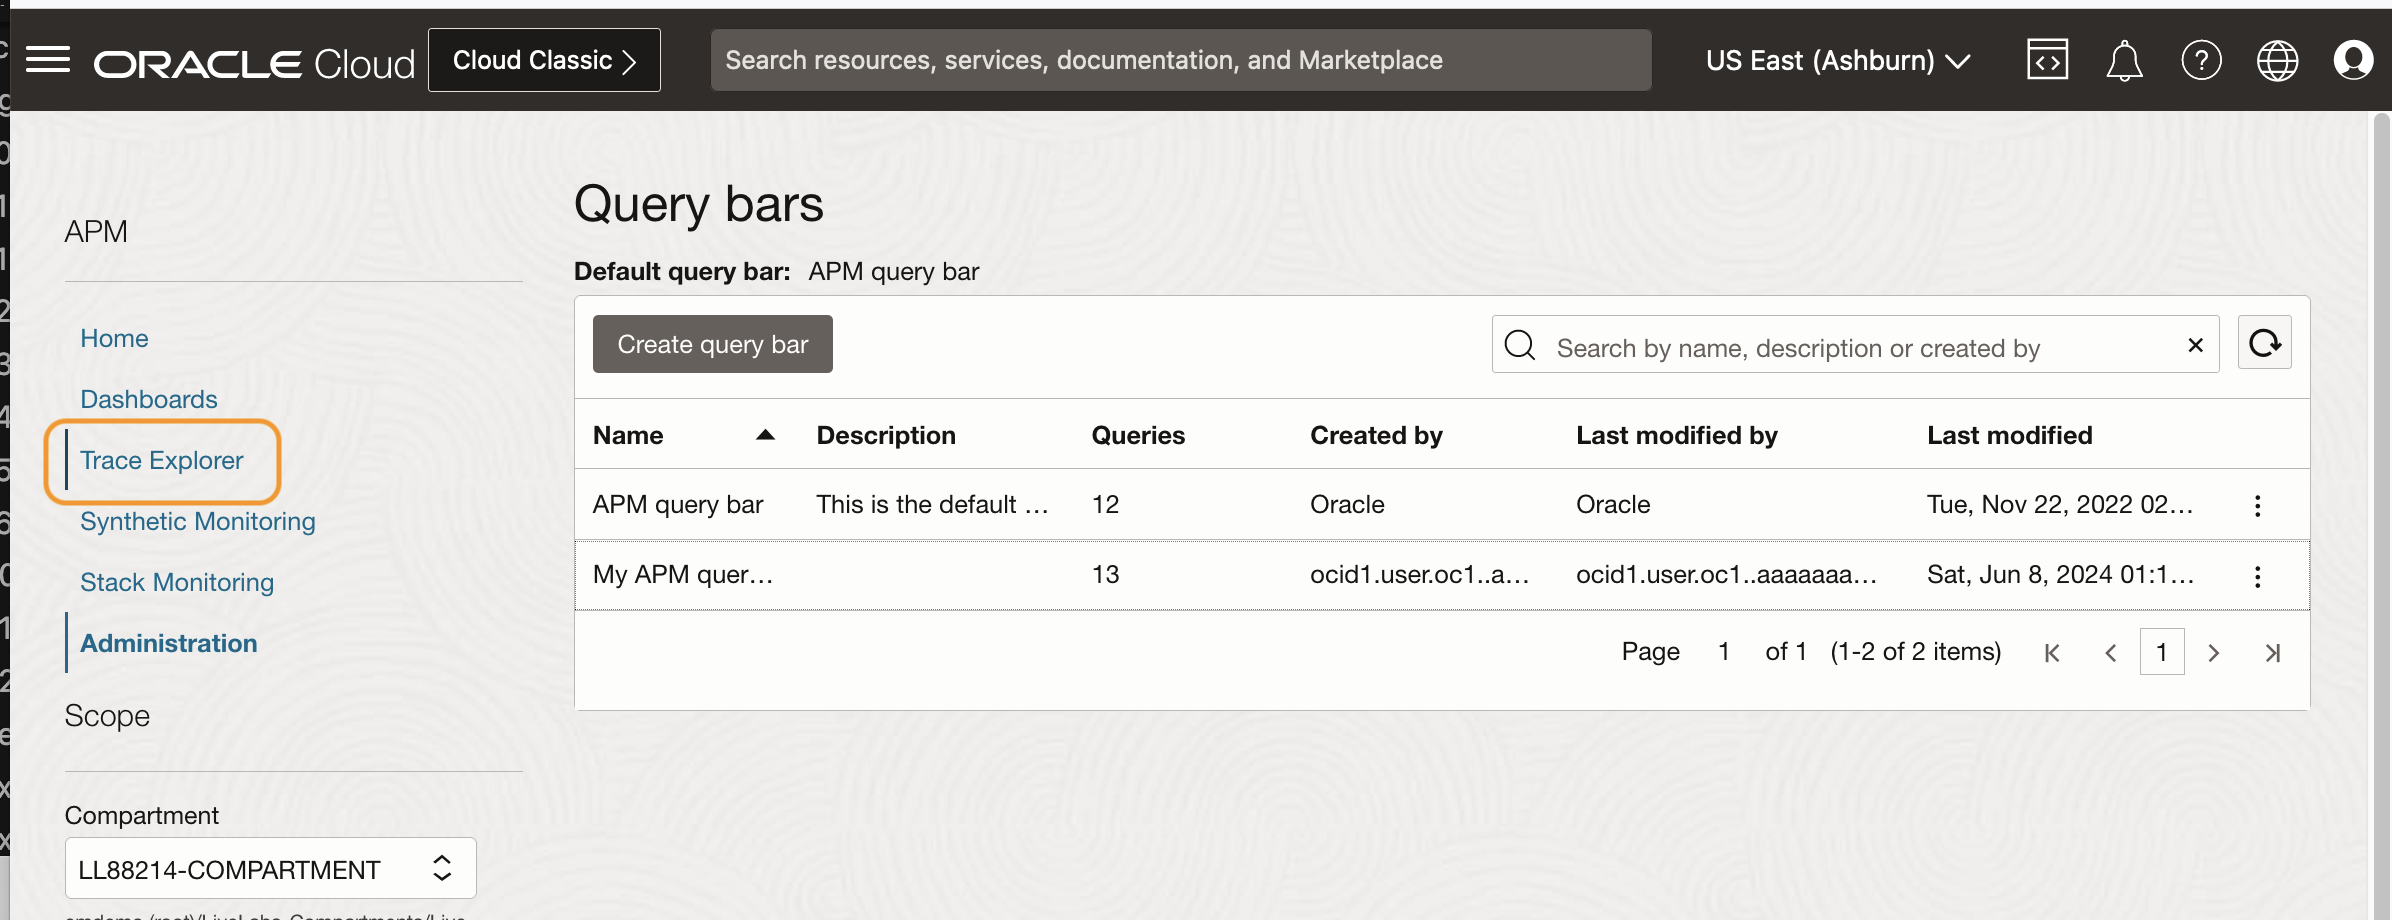 ORACLE Cloud
Cloud Classic
Search resources, services, documentation, and Marketplace
US East (Ashburn)
APM
Home
Dashboards
Trace Explorer
Synthetic Monitoring
Stack Monitoring
Administration
Scope
Compartment
LL88214-COMPARTMENT
Query bars
Default query bar: APM query bar
Create query bar
Search by name, description or created by
Name Description Queries Created by Last modified by Last modified
APM query bar This is the default ... 12 Oracle Oracle Tue, Nov 22, 2022 02...
My APM quer... 13 ocid1.user.oc1..a... ocid1.user.oc1..aaaaaaa... Sat, Jun 8, 2024 01:1...
Page 1 of 1 (1-2 of 2 items) 1